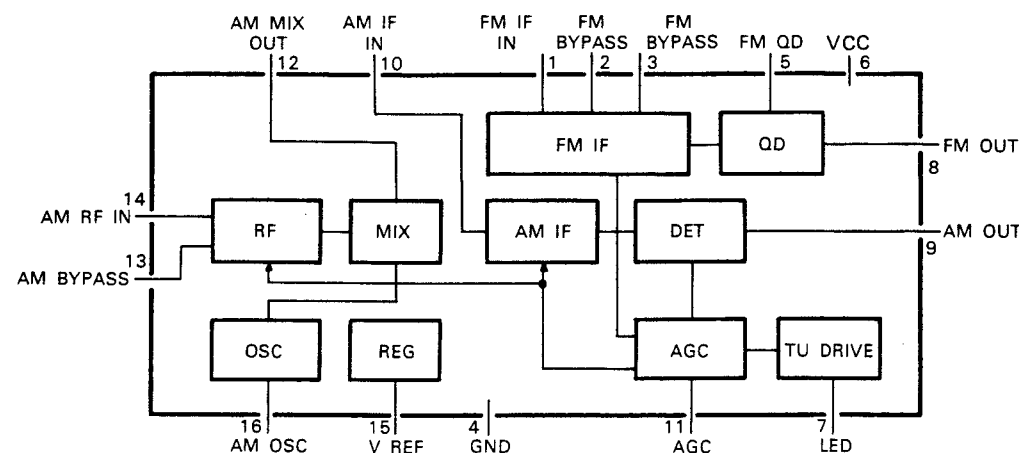 AM MIX
OUT
12
AM IF
IN
10
FM IF
IN
1
FM
BYPASS
2
FM
BYPASS
3
FM QD
5
VCC
6
FM IF
QD
FM OUT
8
14
AM RF IN
RF
MIX
AM IF
DET
AM OUT
9
13
AM BYPASS
OSC
REG
AGC
TU DRIVE
16
AM OSC
15
V REF
4
GND
11
AGC
7
LED